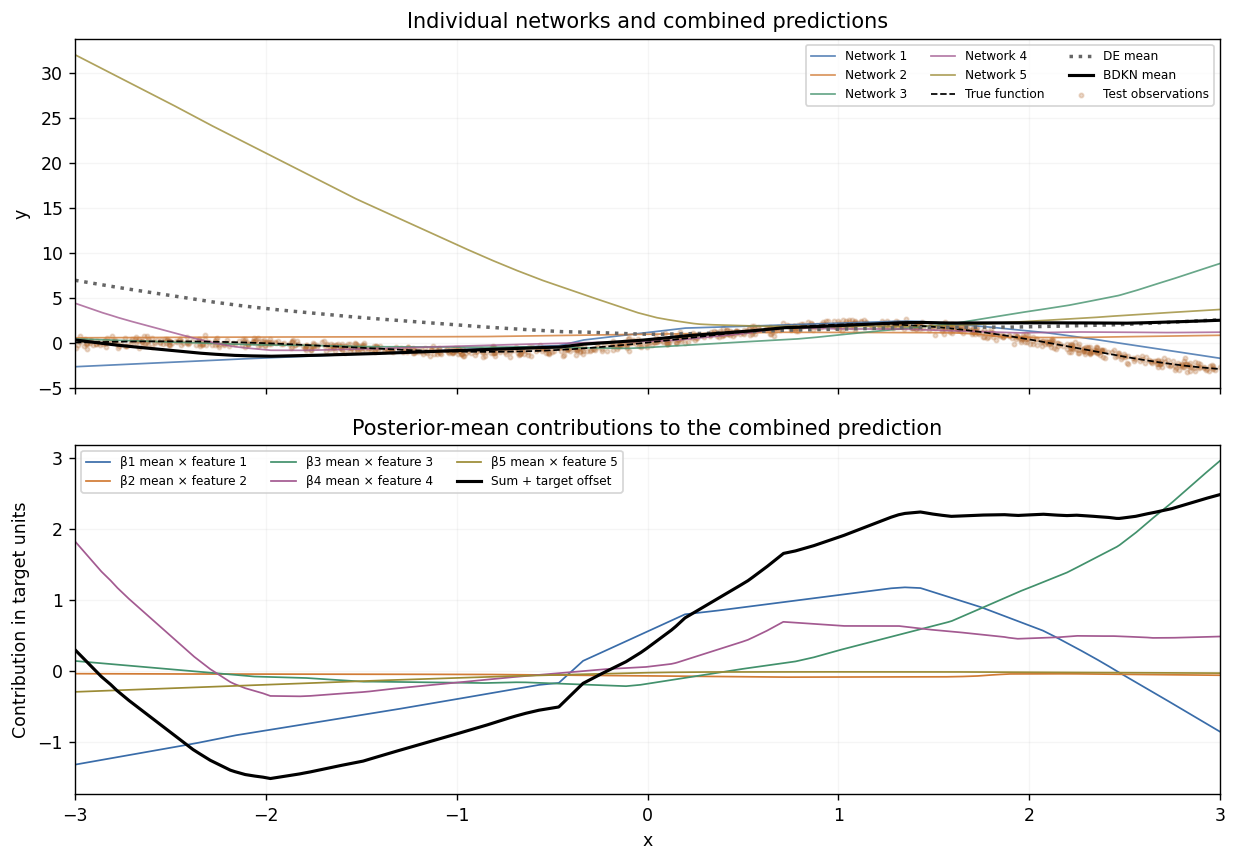 Individual networks and combined predictions
30
25
20
15
10
5
0
−5
y
Network 1
Network 2
Network 3
Network 4
Network 5
True function
DE mean
BDKN mean
Test observations
Posterior-mean contributions to the combined prediction
3
2
1
0
−1
Contribution in target units
β1 mean × feature 1
β2 mean × feature 2
β3 mean × feature 3
β4 mean × feature 4
β5 mean × feature 5
Sum + target offset
−3 −2 −1 0 1 2 3
x